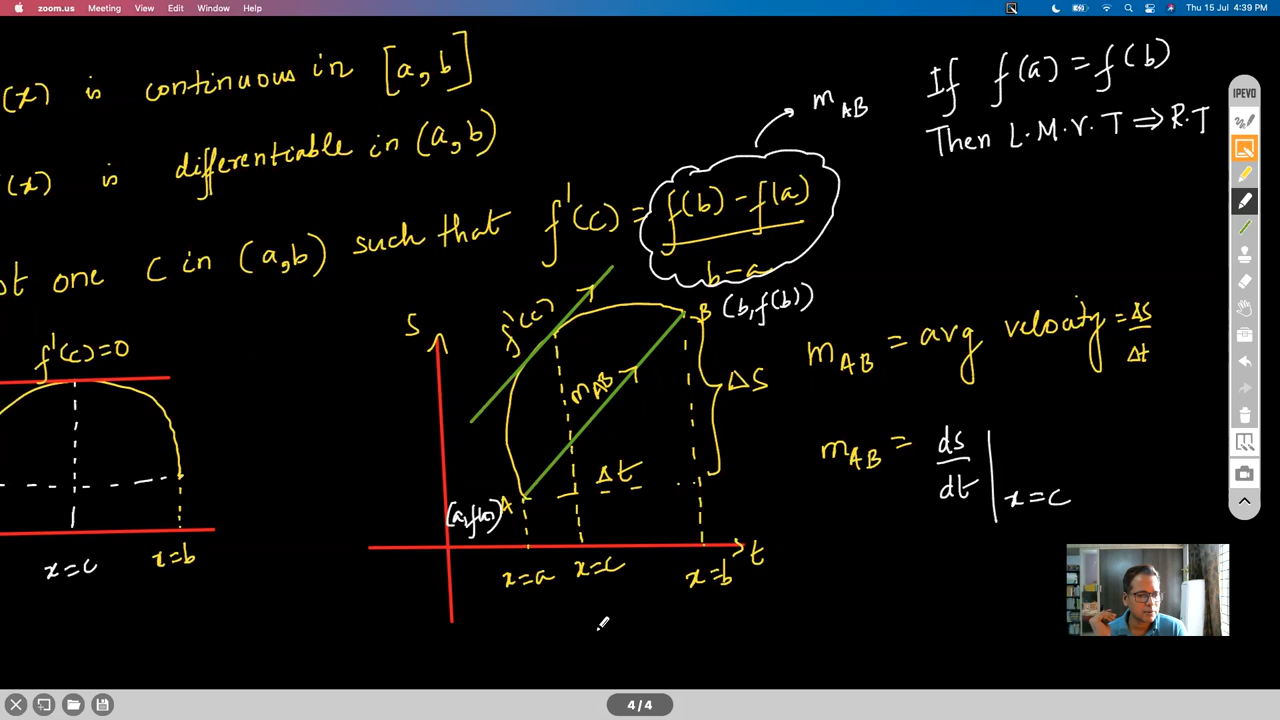 zoom.us Meeting View Edit Window Help Thu 15 Jul 4:39 PM
(x) is continuous in [a, b]
(x) is differentiable in (a, b)
st one c in (a, b) such that f'(c) = f(b) - f(a)
b - a
m AB
If f(a) = f(b)
Then L.M.V.T ⇒ R.T
IPEVO
f'(c) = 0
x = c
x = b
S
f'(c)
m AB
B (b, f(b))
ΔS
Δt
(a, f(a)) A
x = a
x = c
x = b
t
m AB = avg velocity = ΔS
Δt
m AB = ds
dt | x = c
4 / 4